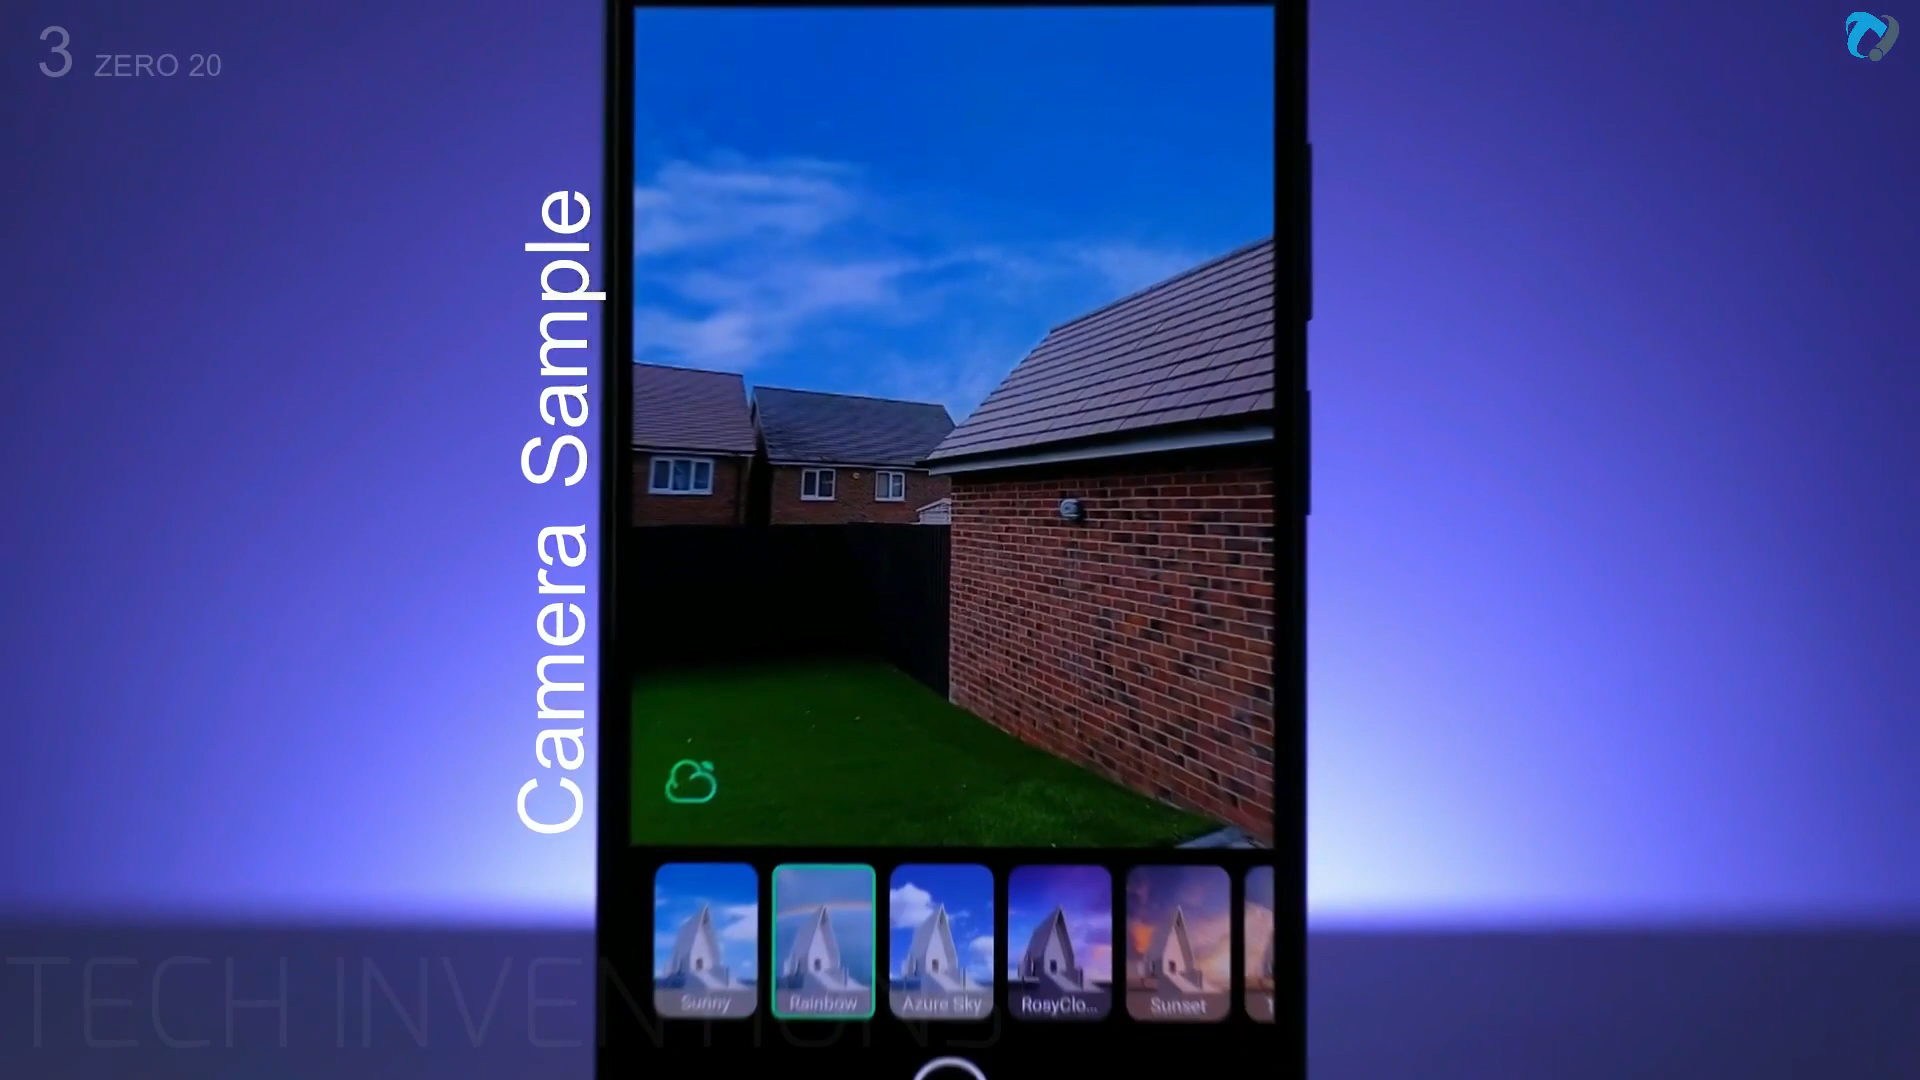 3 ZERO 20
Camera Sample
Sunny
Rainbow
Azure Sky
RosyClo...
Sunset
TECH INVENTIONS